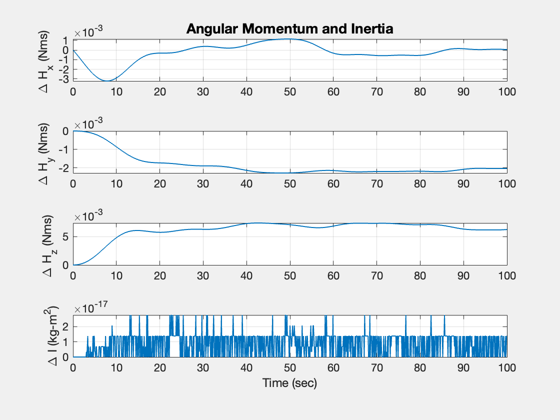 Angular Momentum and Inertia
×10⁻³
Δ Hₓ (Nms)
1
0
-1
-2
-3
0 10 20 30 40 50 60 70 80 90 100
×10⁻³
Δ H_y (Nms)
0
-1
-2
0 10 20 30 40 50 60 70 80 90 100
×10⁻³
Δ H_z (Nms)
5
0
0 10 20 30 40 50 60 70 80 90 100
×10⁻¹⁷
Δ I (kg-m²)
2
1
0
0 10 20 30 40 50 60 70 80 90 100
Time (sec)